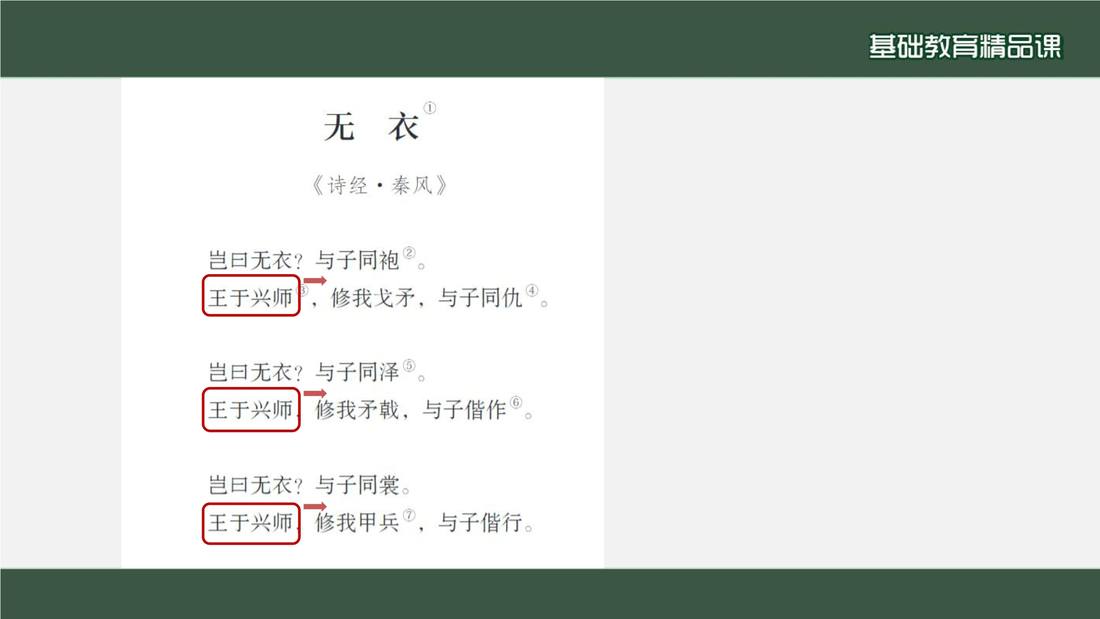 基础教育精品课
无 衣①
《诗经·秦风》
岂曰无衣？与子同袍②。
王于兴师③，修我戈矛，与子同仇④。
岂曰无衣？与子同泽⑤。
王于兴师，修我矛戟，与子偕作⑥。
岂曰无衣？与子同裳。
王于兴师，修我甲兵⑦，与子偕行。